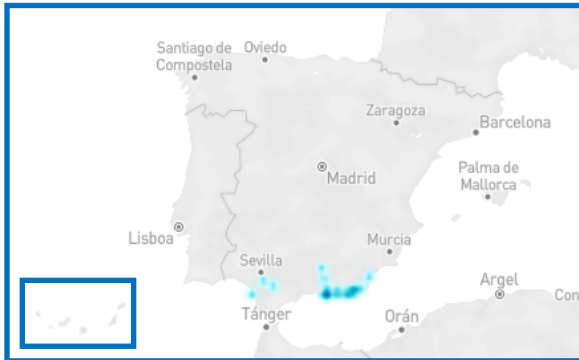 Santiago de
Compostela
Oviedo
Zaragoza
Barcelona
Madrid
Palma de
Mallorca
Lisboa
Murcia
Sevilla
Argel
Con
Tánger
Orán